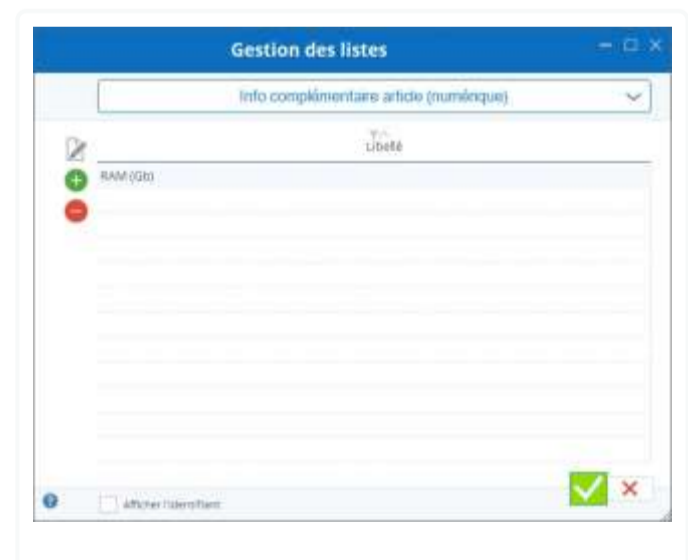 Gestion des listes
Info complémentaire article (numérique)
Libellé
RAM (Gb)
Afficher l'identifiant